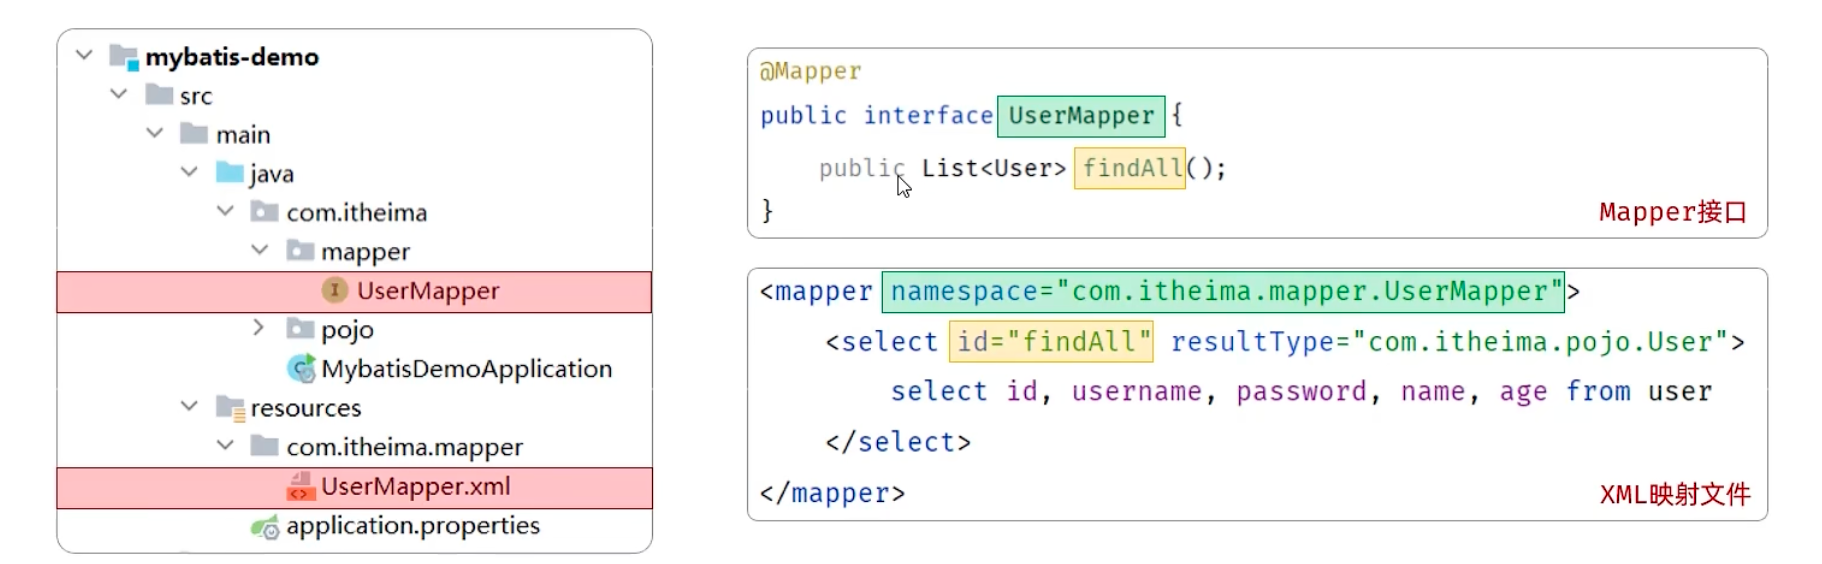 mybatis-demo
src
main
java
com.itheima
mapper
I UserMapper
pojo
C MybatisDemoApplication
resources
com.itheima.mapper
<> UserMapper.xml
application.properties
@Mapper
public interface UserMapper {
public List<User> findAll();
}
Mapper接口
<mapper namespace="com.itheima.mapper.UserMapper">
<select id="findAll" resultType="com.itheima.pojo.User">
select id, username, password, name, age from user
</select>
</mapper>
XML映射文件